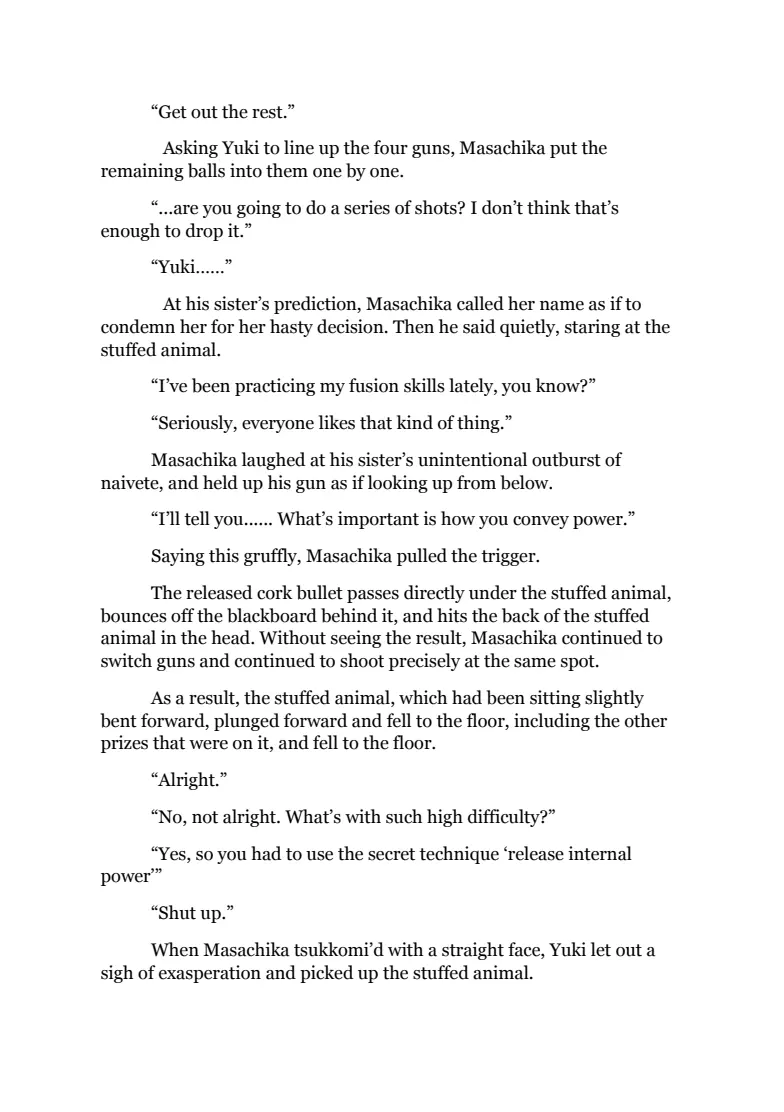 “Get out the rest.”
Asking Yuki to line up the four guns, Masachika put the
remaining balls into them one by one.
“...are you going to do a series of shots? I don’t think that’s
enough to drop it.”
“Yuki......”
At his sister’s prediction, Masachika called her name as if to
condemn her for her hasty decision. Then he said quietly, staring at the
stuffed animal.
“I’ve been practicing my fusion skills lately, you know?”
“Seriously, everyone likes that kind of thing.”
Masachika laughed at his sister’s unintentional outburst of
naivete, and held up his gun as if looking up from below.
“I’ll tell you...... What’s important is how you convey power.”
Saying this gruffly, Masachika pulled the trigger.
The released cork bullet passes directly under the stuffed animal,
bounces off the blackboard behind it, and hits the back of the stuffed
animal in the head. Without seeing the result, Masachika continued to
switch guns and continued to shoot precisely at the same spot.
As a result, the stuffed animal, which had been sitting slightly
bent forward, plunged forward and fell to the floor, including the other
prizes that were on it, and fell to the floor.
“Alright.”
“No, not alright. What’s with such high difficulty?”
“Yes, so you had to use the secret technique ‘release internal
power’”
“Shut up.”
When Masachika tsukkomi’d with a straight face, Yuki let out a
sigh of exasperation and picked up the stuffed animal.